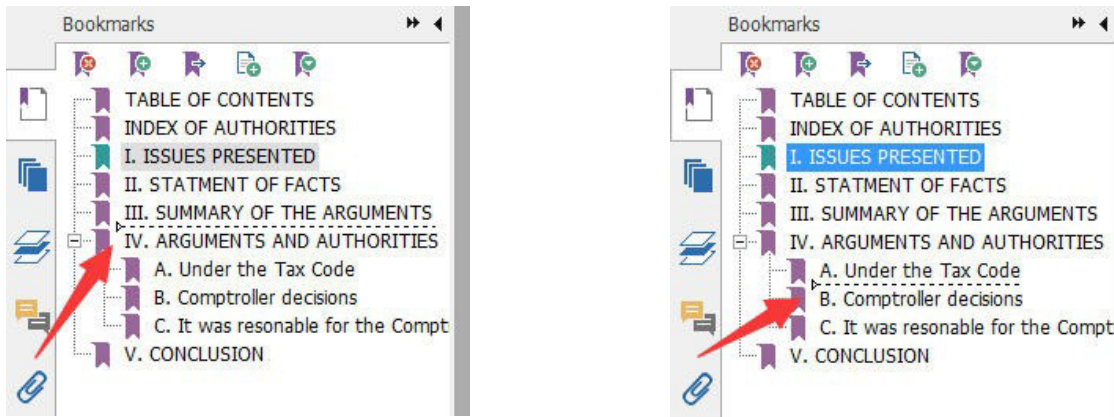 Bookmarks
TABLE OF CONTENTS
INDEX OF AUTHORITIES
I. ISSUES PRESENTED
II. STATMENT OF FACTS
III. SUMMARY OF THE ARGUMENTS
IV. ARGUMENTS AND AUTHORITIES
A. Under the Tax Code
B. Comptroller decisions
C. It was resonable for the Compt
V. CONCLUSION
Bookmarks
TABLE OF CONTENTS
INDEX OF AUTHORITIES
I. ISSUES PRESENTED
II. STATMENT OF FACTS
III. SUMMARY OF THE ARGUMENTS
IV. ARGUMENTS AND AUTHORITIES
A. Under the Tax Code
B. Comptroller decisions
C. It was resonable for the Compt
V. CONCLUSION